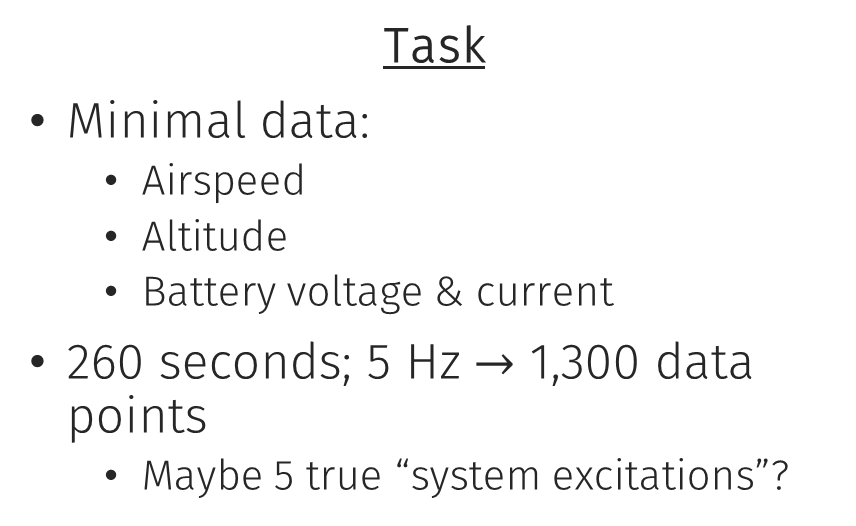 Task
• Minimal data:
• Airspeed
• Altitude
• Battery voltage & current
• 260 seconds; 5 Hz → 1,300 data
points
• Maybe 5 true “system excitations”?